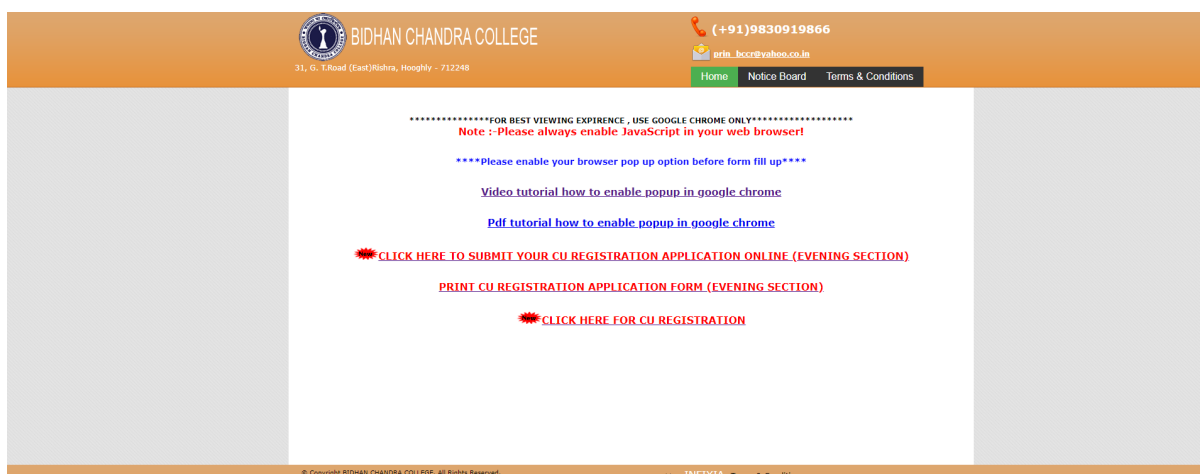 BIDHAN CHANDRA COLLEGE
31, G. T.Road (East)Rishra, Hooghly - 712248
(+91)9830919866
prin_bccr@yahoo.co.in
Home Notice Board Terms & Conditions
***************FOR BEST VIEWING EXPIRENCE , USE GOOGLE CHROME ONLY*******************
Note :-Please always enable JavaScript in your web browser!
****Please enable your browser pop up option before form fill up****
Video tutorial how to enable popup in google chrome
Pdf tutorial how to enable popup in google chrome
New CLICK HERE TO SUBMIT YOUR CU REGISTRATION APPLICATION ONLINE (EVENING SECTION)
PRINT CU REGISTRATION APPLICATION FORM (EVENING SECTION)
New CLICK HERE FOR CU REGISTRATION
© Copyright BIDHAN CHANDRA COLLEGE. All Rights Reserved.